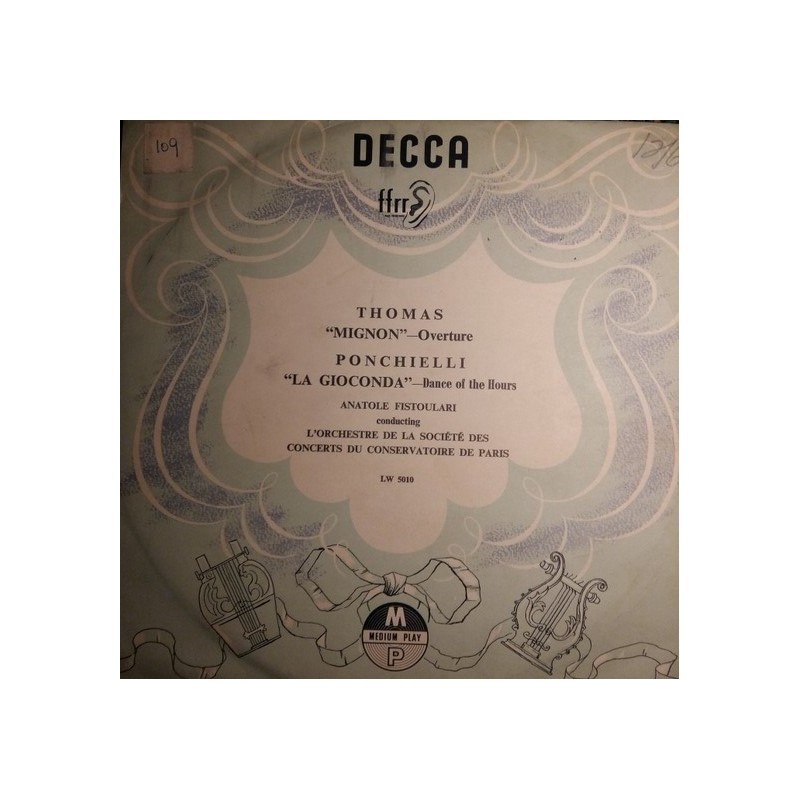 109
DECCA
ffrr
THOMAS
“MIGNON”—Overture
PONCHIELLI
“LA GIOCONDA”—Dance of the Hours
ANATOLE FISTOULARI
conducting
L'ORCHESTRE DE LA SOCIÉTÉ DES
CONCERTS DU CONSERVATOIRE DE PARIS
LW 5010
M
MEDIUM PLAY
P